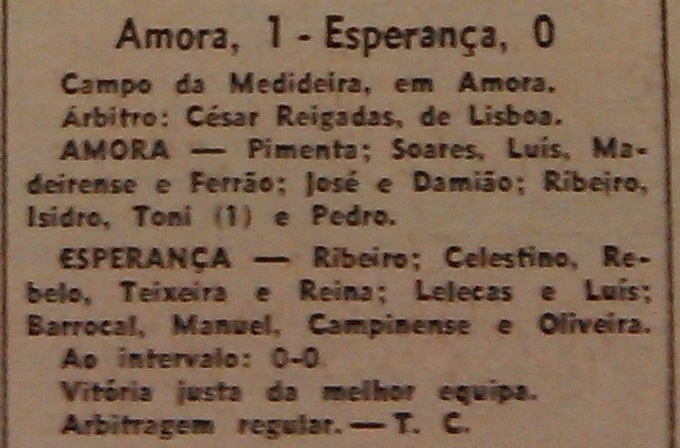 Amora, 1 - Esperança, 0
Campo da Medideira, em Amora.
Árbitro: César Reigadas, de Lisboa.
AMORA — Pimenta; Soares, Luís, Ma-
deirense e Ferrão; José e Damião; Ribeiro,
Isidro, Toni (1) e Pedro.
ESPERANÇA — Ribeiro; Celestino, Re-
belo, Teixeira e Reina; Lelecas e Luís;
Barrocal, Manuel, Campinense e Oliveira.
Ao intervalo: 0-0
Vitória justa da melhor equipa.
Arbitragem regular. — T. C.